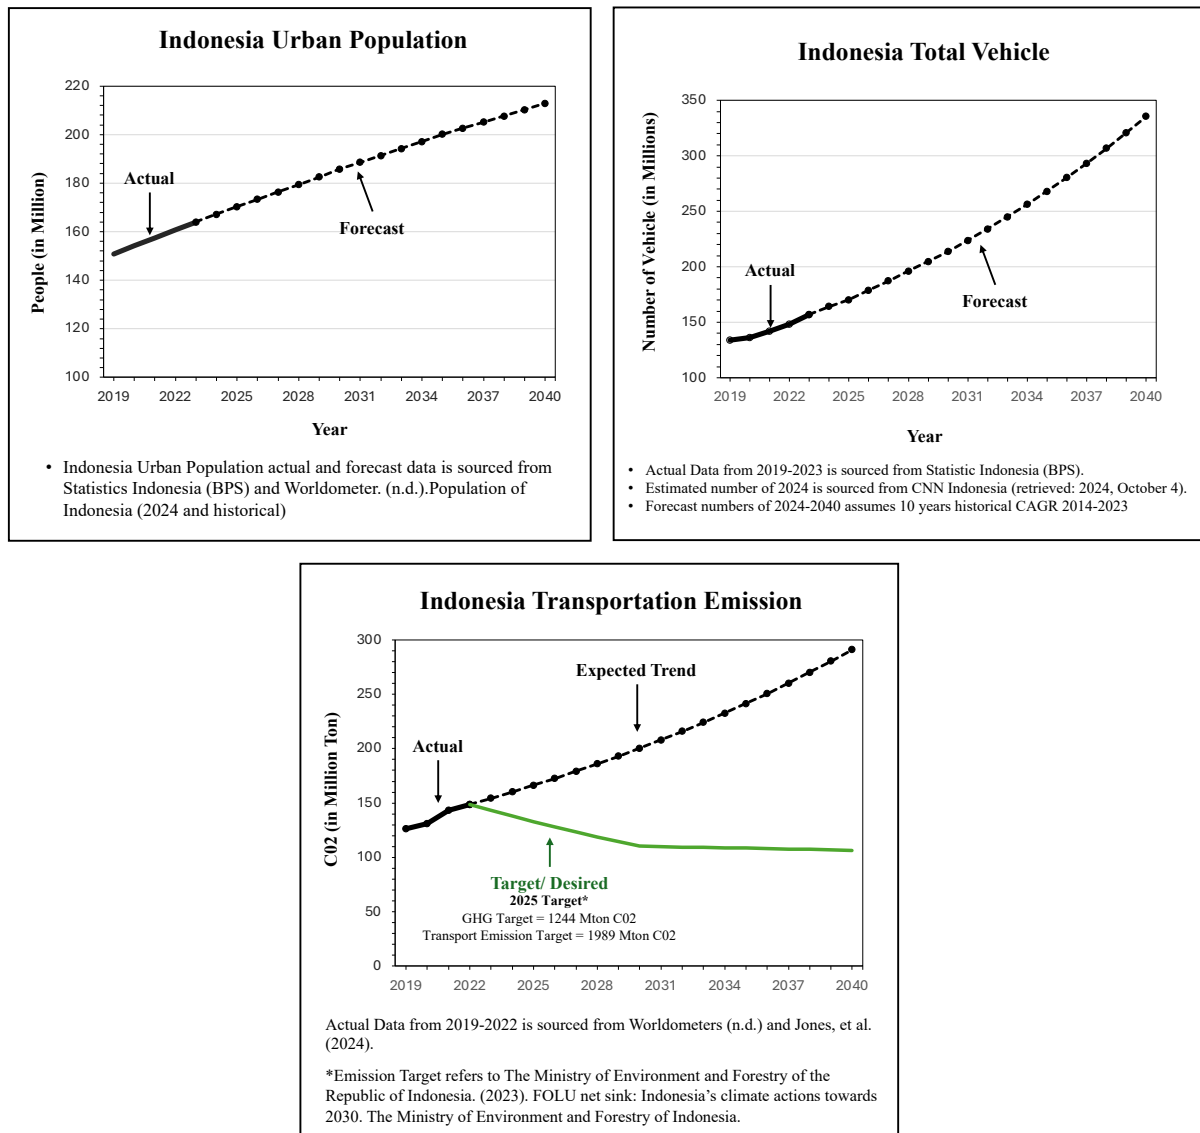 Indonesia Urban Population
220
200
180
160
140
120
100
People (in Million)
Actual
Forecast
2019 2022 2025 2028 2031 2034 2037 2040
Year
• Indonesia Urban Population actual and forecast data is sourced from
Statistics Indonesia (BPS) and Worldometer. (n.d.).Population of
Indonesia (2024 and historical)
Indonesia Total Vehicle
350
300
250
200
150
100
Number of Vehicle (in Millions)
Actual
Forecast
2019 2022 2025 2028 2031 2034 2037 2040
Year
• Actual Data from 2019-2023 is sourced from Statistic Indonesia (BPS).
• Estimated number of 2024 is sourced from CNN Indonesia (retrieved: 2024, October 4).
• Forecast numbers of 2024-2040 assumes 10 years historical CAGR 2014-2023
Indonesia Transportation Emission
300
250
200
150
100
50
0
C02 (in Million Ton)
Expected Trend
Actual
Target/ Desired
2025 Target*
GHG Target = 1244 Mton C02
Transport Emission Target = 1989 Mton C02
2019 2022 2025 2028 2031 2034 2037 2040
Actual Data from 2019-2022 is sourced from Worldometers (n.d.) and Jones, et al.
(2024).
*Emission Target refers to The Ministry of Environment and Forestry of the
Republic of Indonesia. (2023). FOLU net sink: Indonesia's climate actions towards
2030. The Ministry of Environment and Forestry of Indonesia.